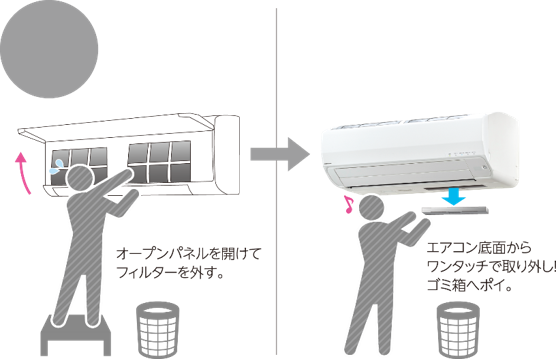 オープンパネルを開けて
フィルターを外す。
エアコン底面から
ワンタッチで取り外し!
ゴミ箱へポイ。